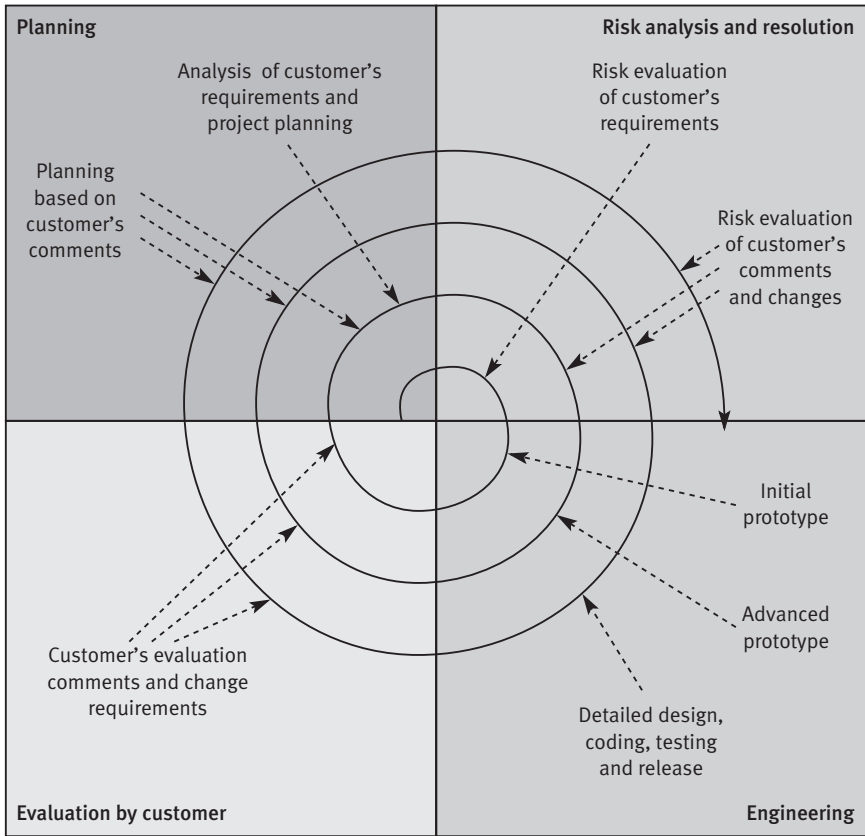 Planning
Risk analysis and resolution
Analysis of customer's
requirements and
project planning
Risk evaluation
of customer's
requirements
Planning
based on
customer's
comments
Risk evaluation
of customer's
comments
and changes
Initial
prototype
Advanced
prototype
Customer's evaluation
comments and change
requirements
Detailed design,
coding, testing
and release
Evaluation by customer
Engineering